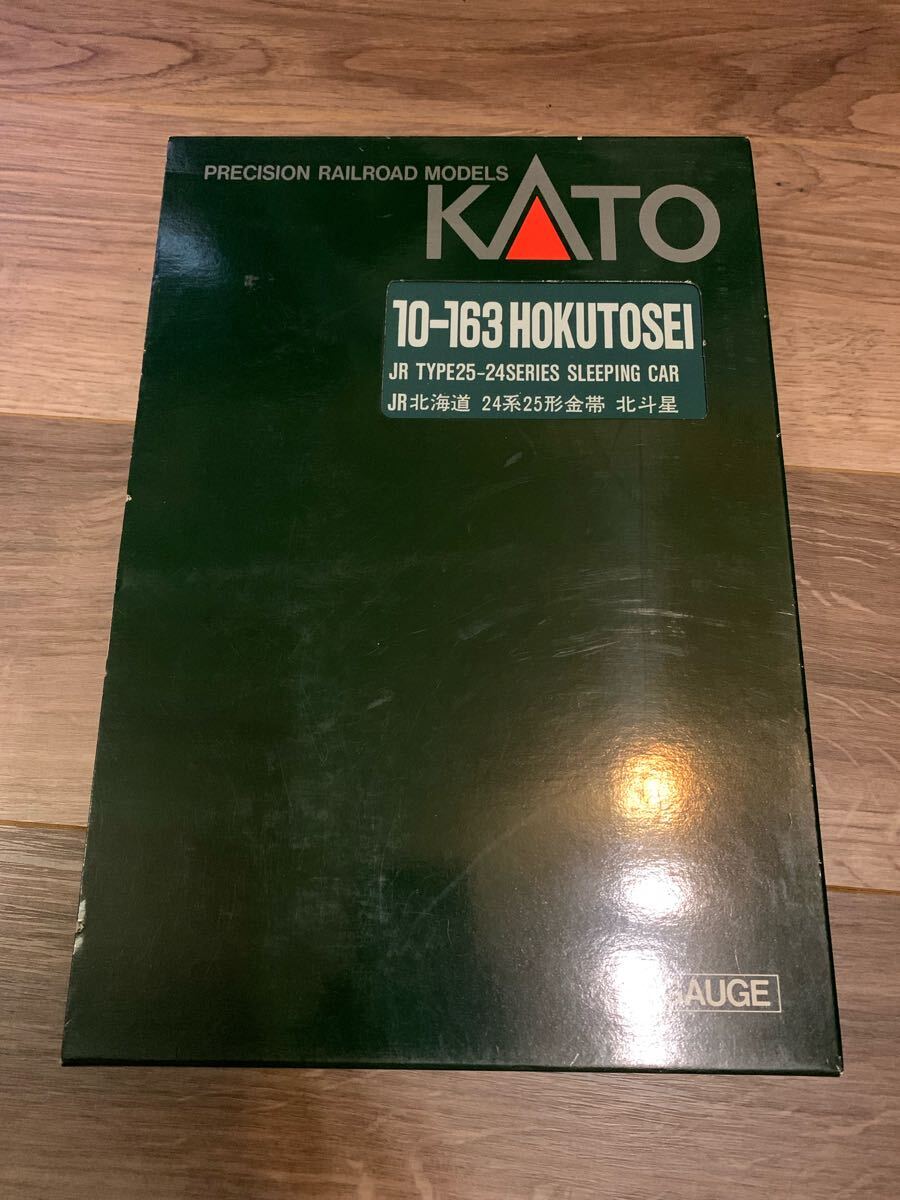 PRECISION RAILROAD MODELS
KATO
10-163 HOKUTOSEI
JR TYPE25-24SERIES SLEEPING CAR
JR北海道 24系25形金帯 北斗星
GAUGE